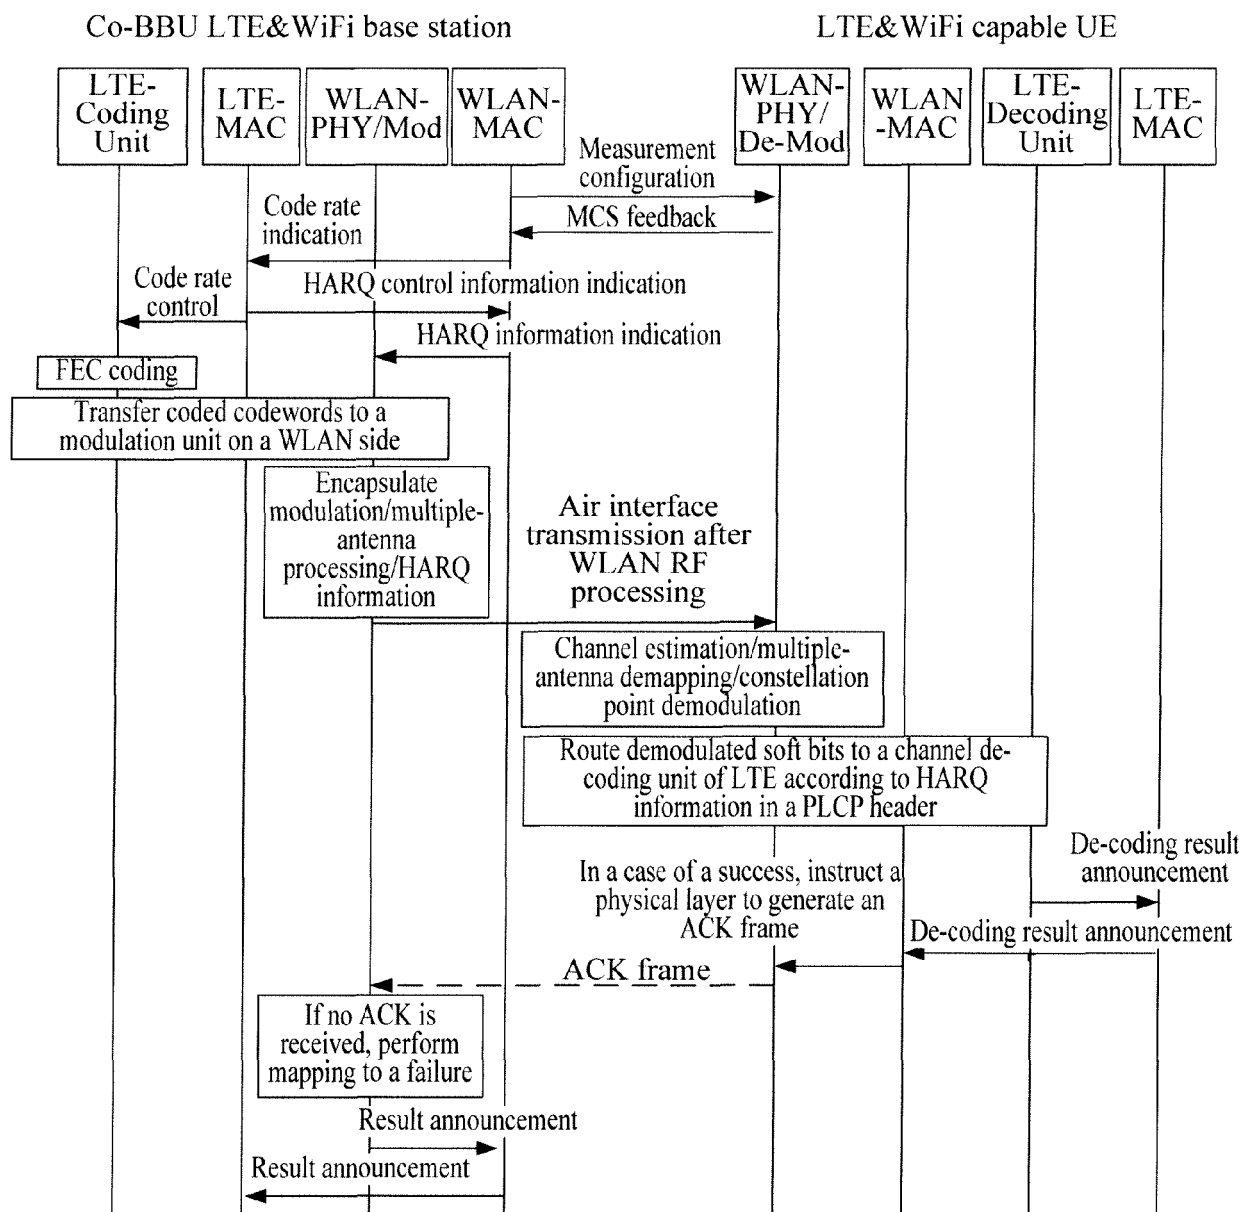 Co-BBU LTE&WiFi base station
LTE&WiFi capable UE
LTE-
Coding
Unit
LTE-
MAC
WLAN-
PHY/Mod
WLAN-
MAC
WLAN-
PHY/
De-Mod
WLAN
-MAC
LTE-
Decoding
Unit
LTE-
MAC
Measurement
configuration
MCS feedback
Code rate
indication
Code rate
control
HARQ control information indication
HARQ information indication
FEC coding
Transfer coded codewords to a
modulation unit on a WLAN side
Encapsulate
modulation/multiple-
antenna
processing/HARQ
information
Air interface
transmission after
WLAN RF
processing
Channel estimation/multiple-
antenna demapping/constellation
point demodulation
Route demodulated soft bits to a channel de-
coding unit of LTE according to HARQ
information in a PLCP header
De-coding result
announcement
In a case of a success, instruct a
physical layer to generate an
ACK frame
De-coding result announcement
ACK frame
If no ACK is
received, perform
mapping to a failure
Result announcement
Result announcement